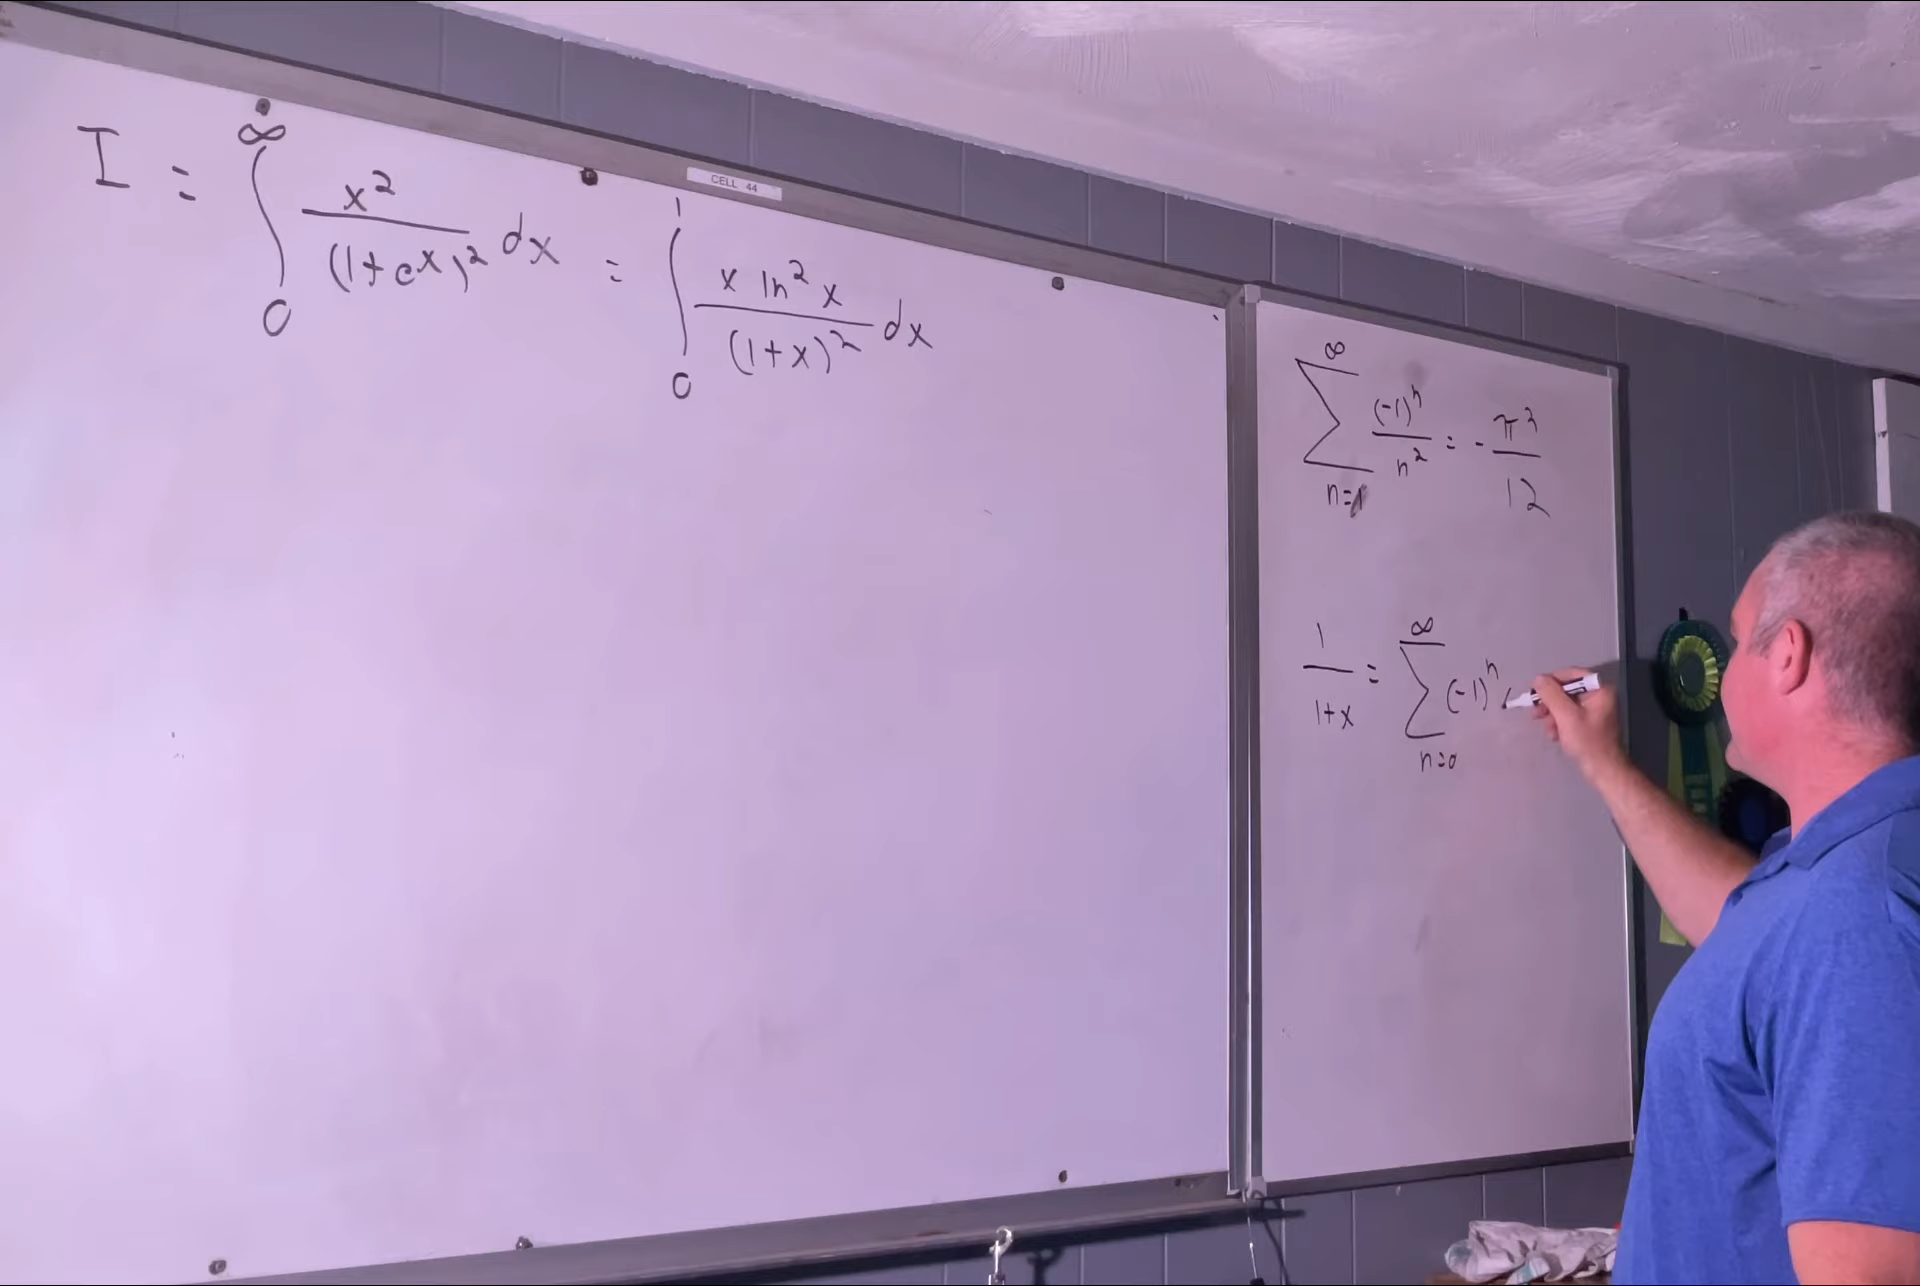 I = ∫₀^∞ x²/(1+eˣ)² dx = ∫₀¹ x ln² x/(1+x)² dx
CELL 44
∑_{n=1}^∞ (-1)ⁿ/n² = -π²/12
1/(1+x) = ∑_{n=0}^∞ (-1)ⁿ